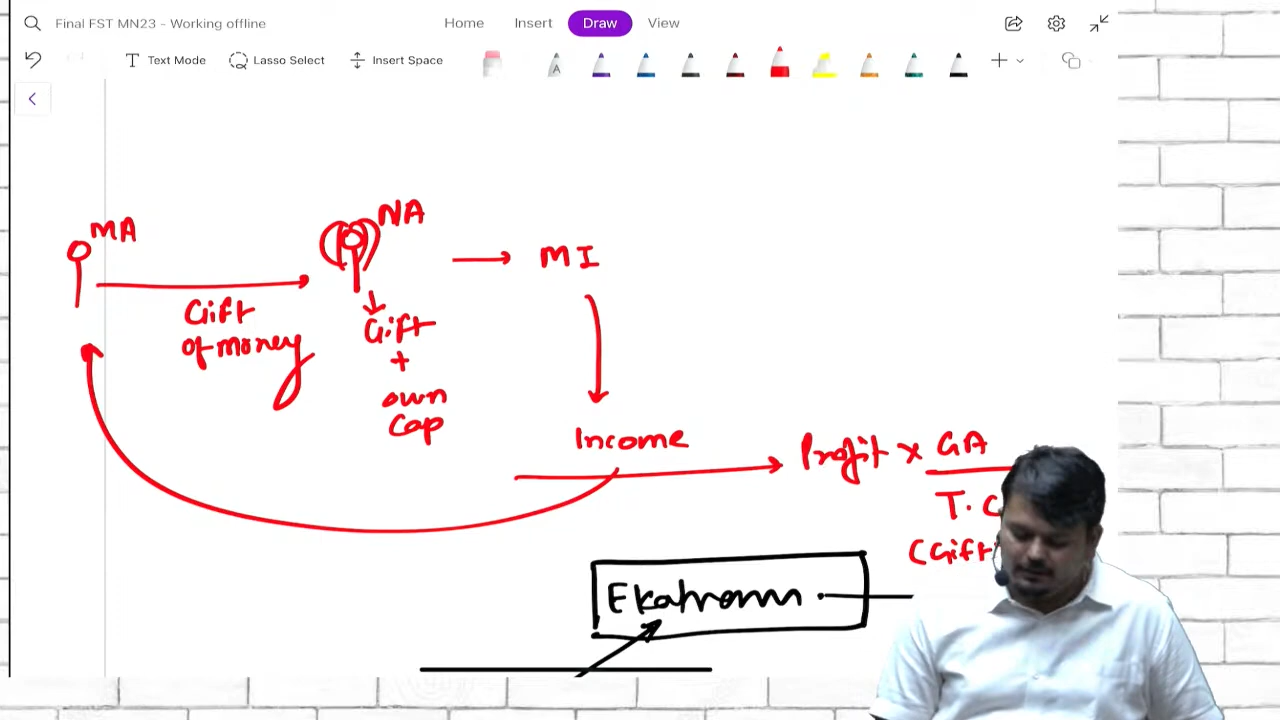 Final FST MN23 - Working offline
Home Insert Draw View
Text Mode Lasso Select Insert Space
A
MA
NA
Gift
of money
Gift
+
own
Cap
MI
Income
Profit x GA
T.C
(Gift